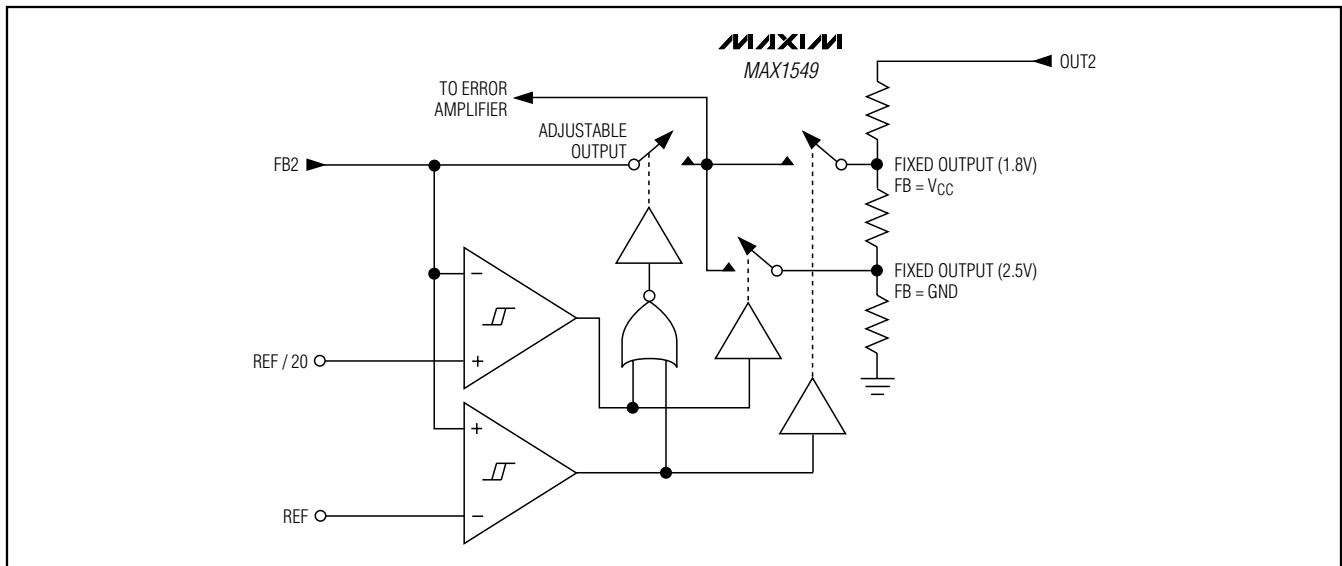 MAXIM
MAX1549
OUT2
TO ERROR
AMPLIFIER
ADJUSTABLE
OUTPUT
FB2
FIXED OUTPUT (1.8V)
FB = VCC
FIXED OUTPUT (2.5V)
FB = GND
−
+
REF / 20
+
−
REF